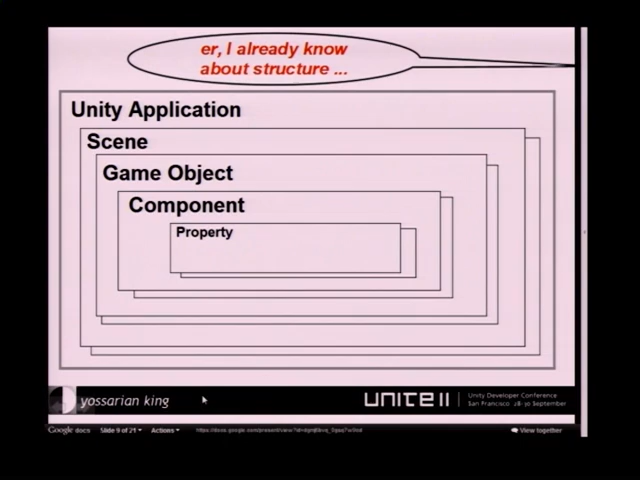 er, I already know
about structure ...
Unity Application
Scene
Game Object
Component
Property
yossarian king
UNITE 11
Unity Developer Conference
San Francisco 28-30 September
Google docs Slide 9 of 21 Actions
View together